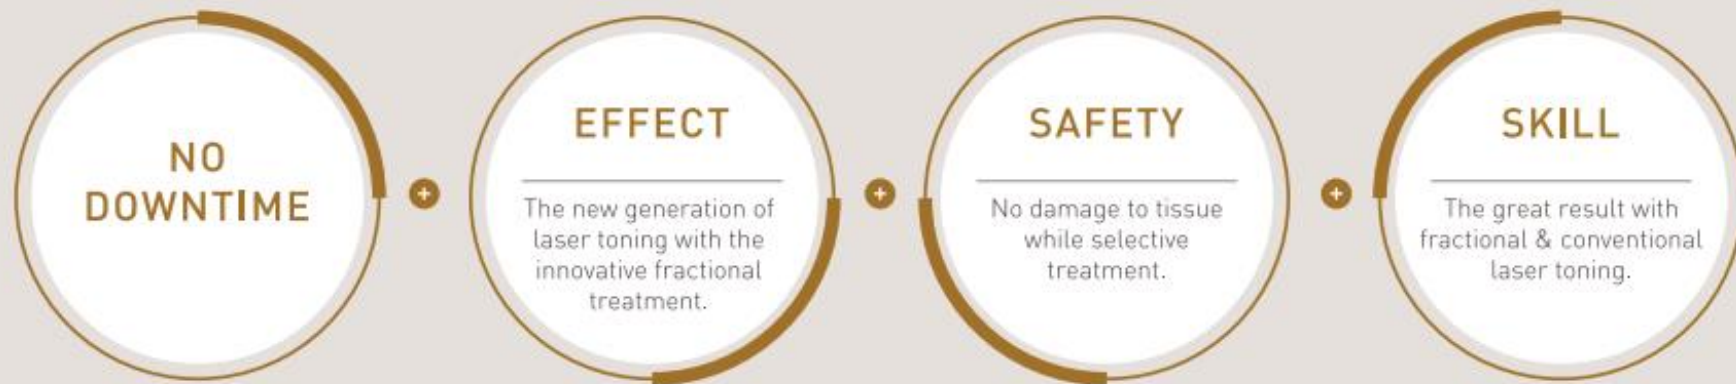 NO
DOWNTIME
+
EFFECT
The new generation of
laser toning with the
innovative fractional
treatment.
+
SAFETY
No damage to tissue
while selective
treatment.
+
SKILL
The great result with
fractional & conventional
laser toning.